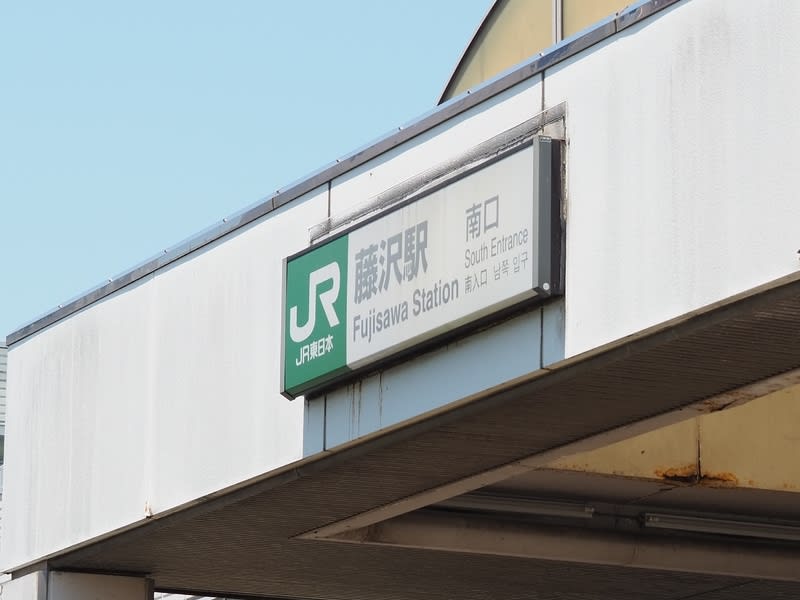 JR
JR東日本
藤沢駅
Fujisawa Station
南口
South Entrance
南入口 남쪽 입구